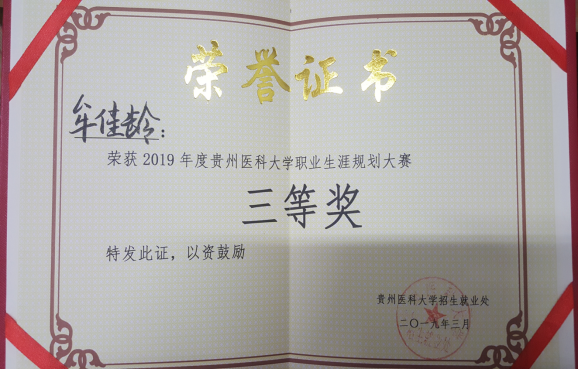 荣誉证书
牟佳龄：
荣获2019年度贵州医科大学职业生涯规划大赛
三等奖
特发此证，以资鼓励
贵州医科大学招生就业处
二〇一九年三月